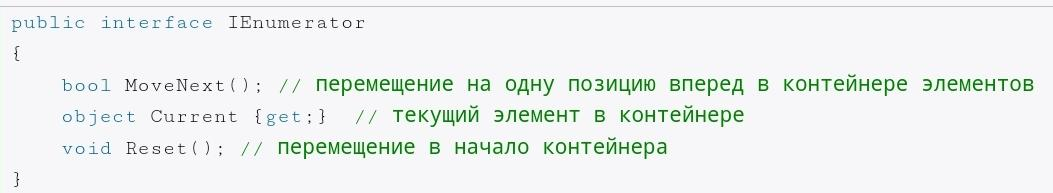 public interface IEnumerator
{
    bool MoveNext(); // перемещение на одну позицию вперед в контейнере элементов
    object Current {get;}  // текущий элемент в контейнере
    void Reset(); // перемещение в начало контейнера
}